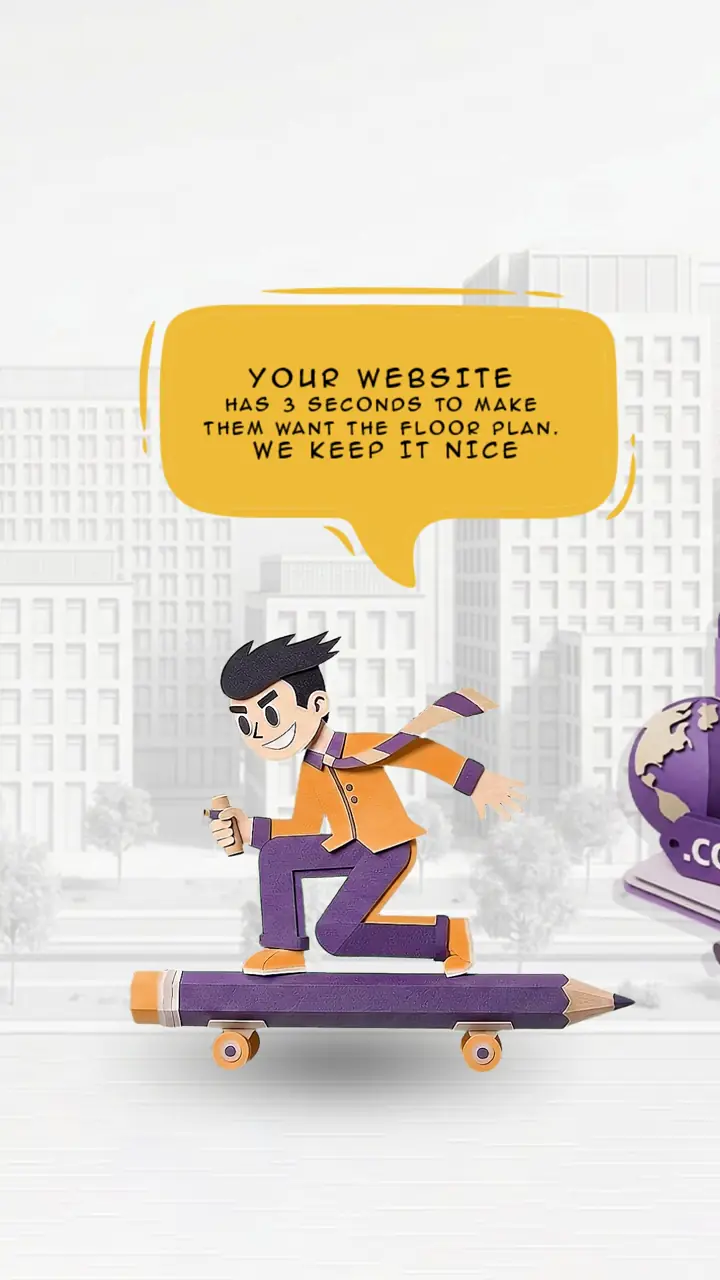 YOUR WEBSITE
HAS 3 SECONDS TO MAKE
THEM WANT THE FLOOR PLAN.
WE KEEP IT NICE